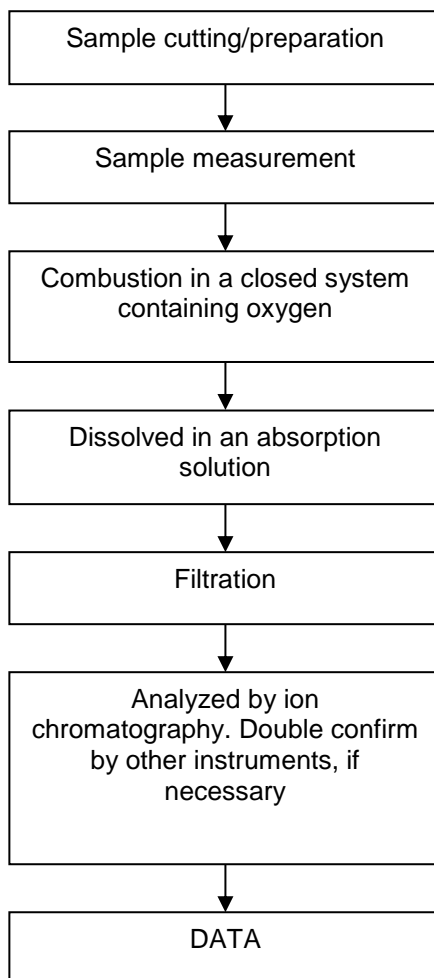 Sample cutting/preparation
Sample measurement
Combustion in a closed system
containing oxygen
Dissolved in an absorption
solution
Filtration
Analyzed by ion
chromatography. Double confirm
by other instruments, if
necessary
DATA